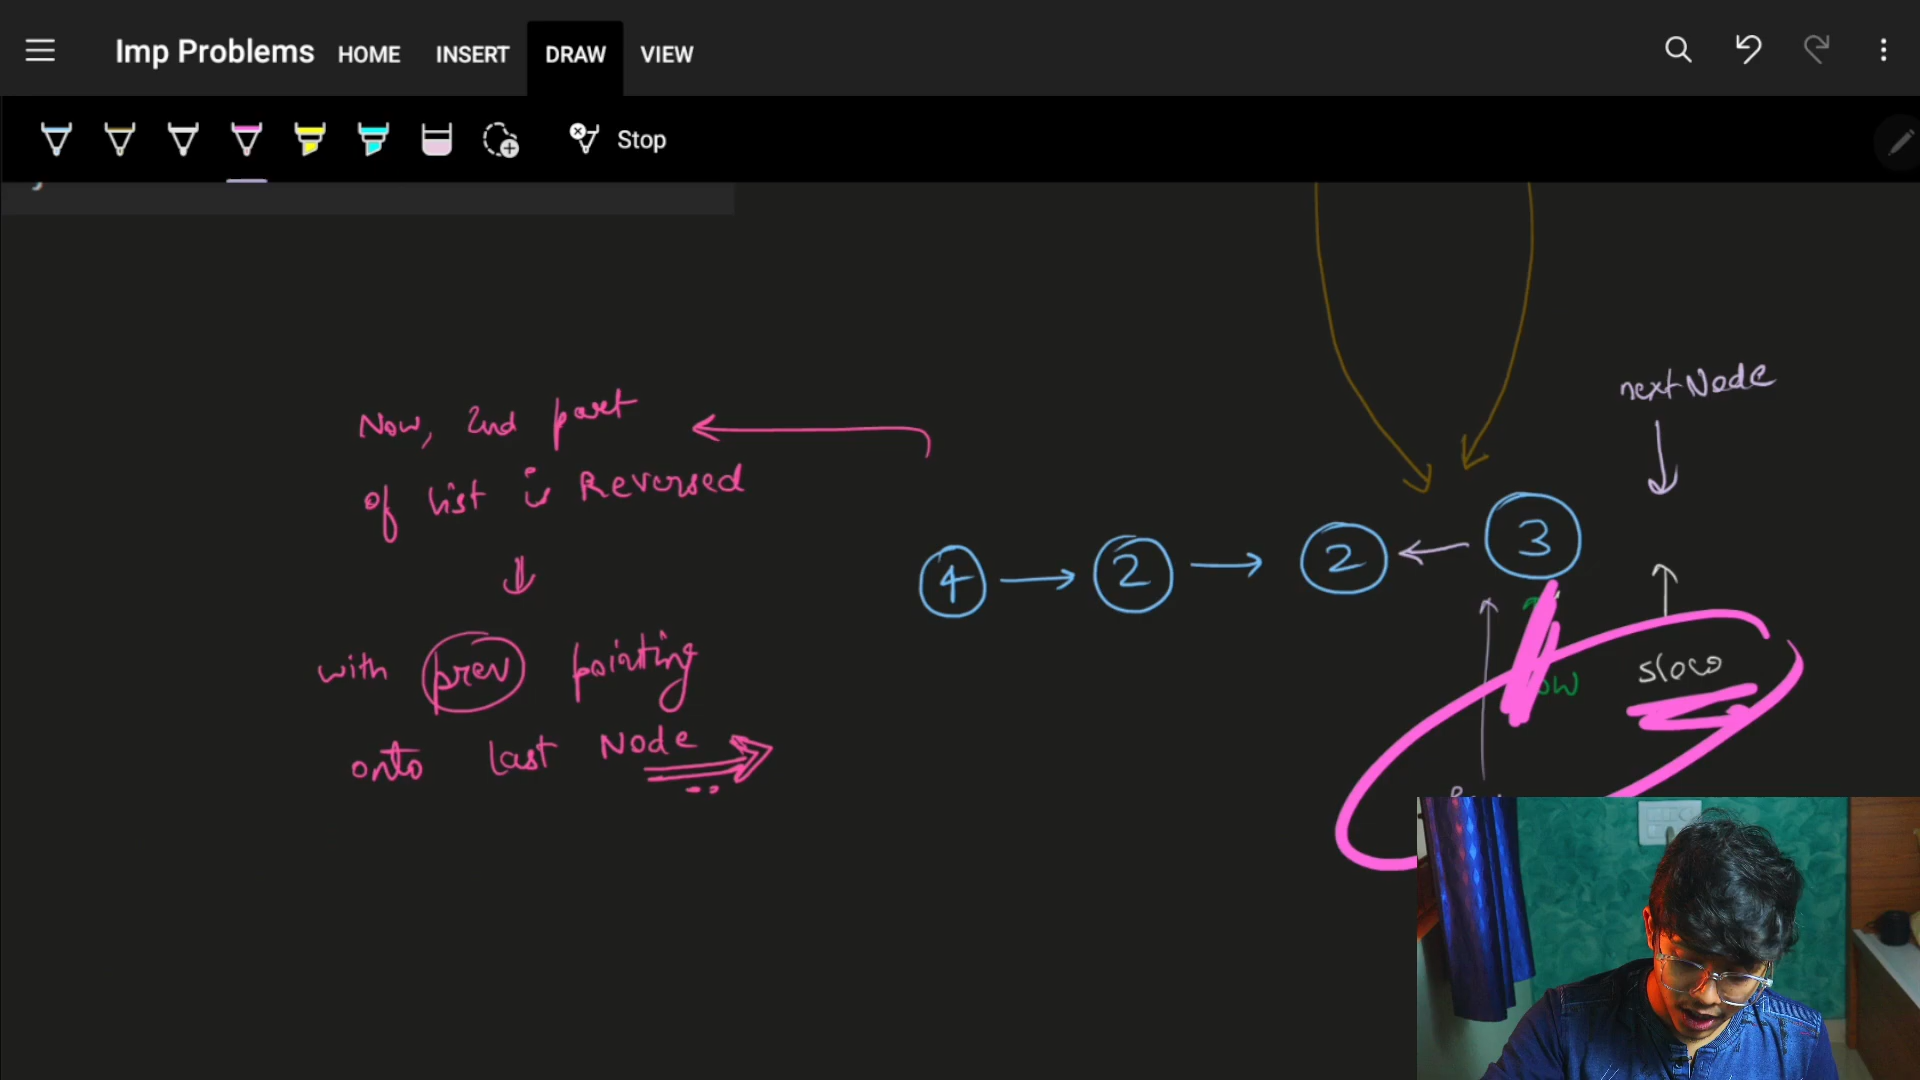 Imp Problems HOME INSERT DRAW VIEW
Stop
nextNode
Now, 2nd part
of list is Reversed
4 2 2 3
with prev pointing
slow
ow
onto last Node